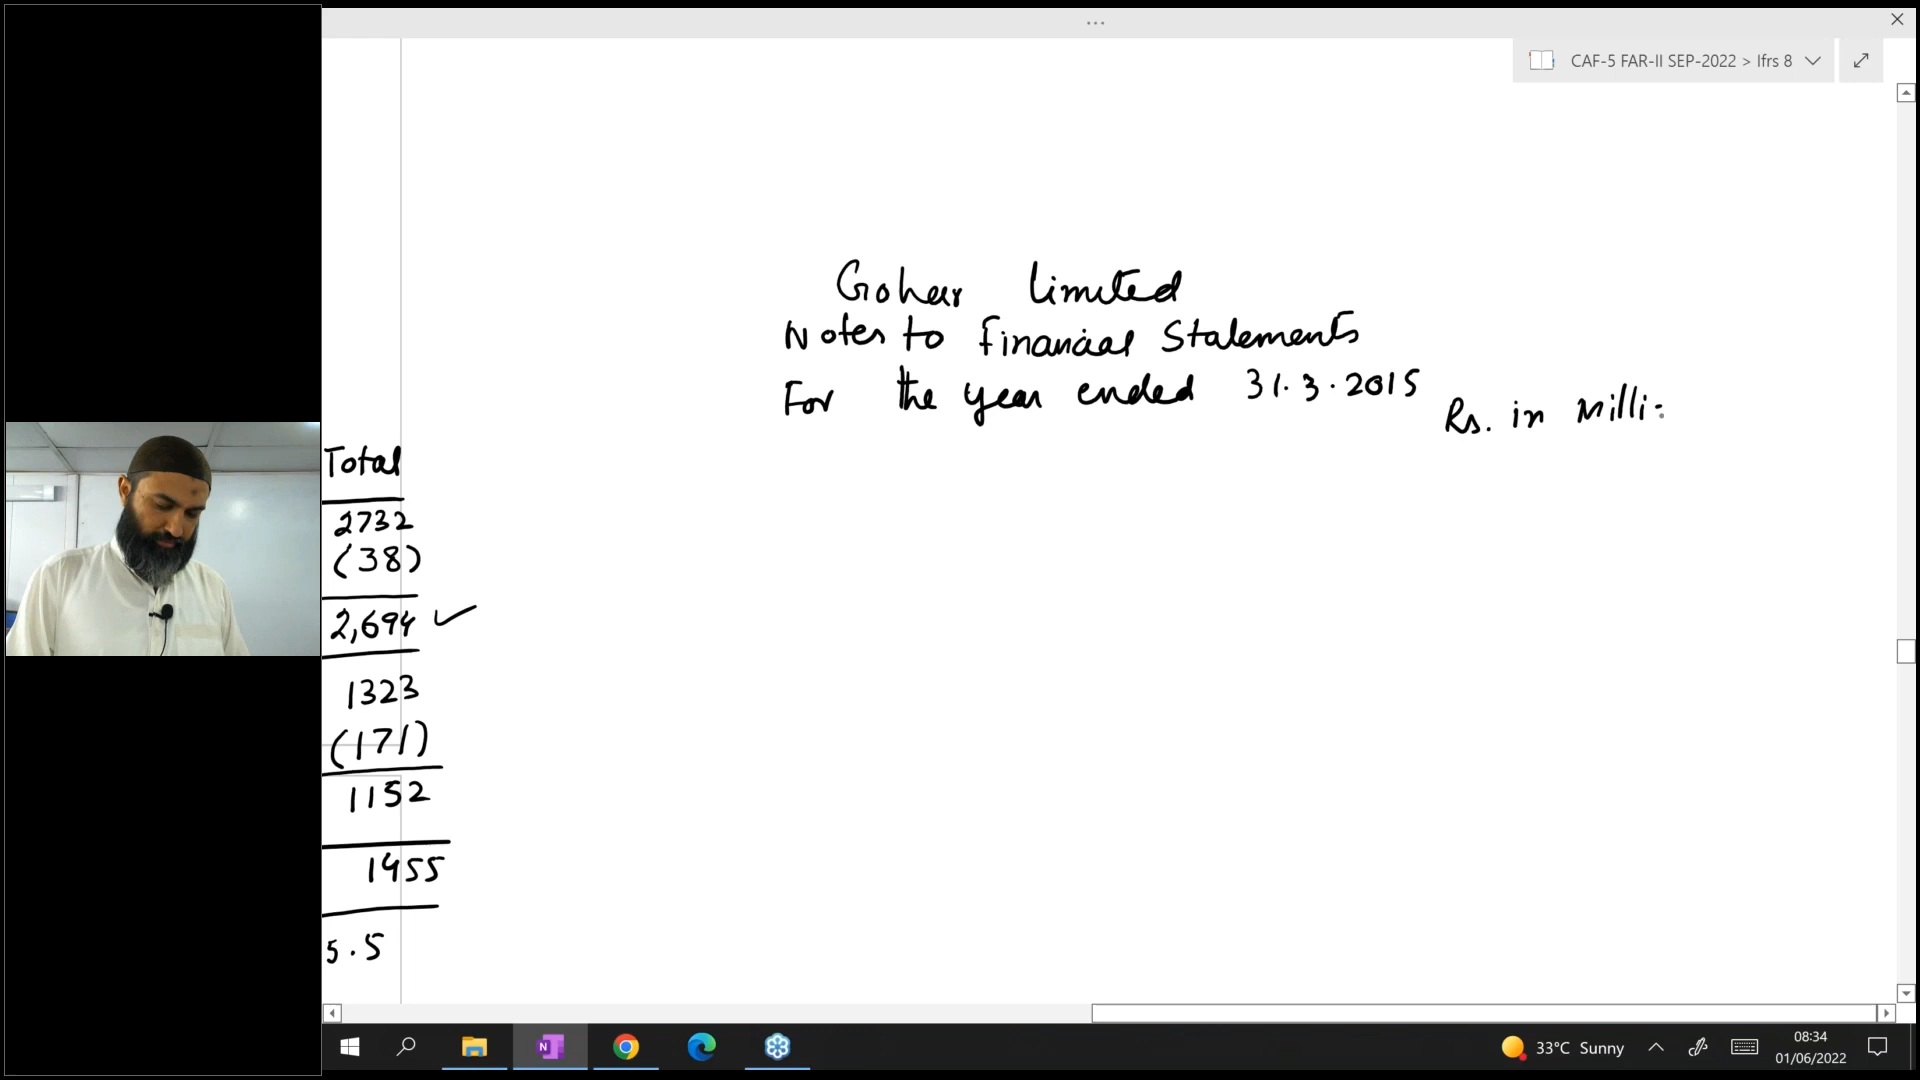 CAF-5 FAR-II SEP-2022 > Ifrs 8
Gohar Limited
Notes to Financial Statements
For the year ended 31.3.2015
Rs. in Milli
Total
2732
(38)
2,694 ✓
1323
(171)
1152
1455
5.5
33°C Sunny
08:34
01/06/2022